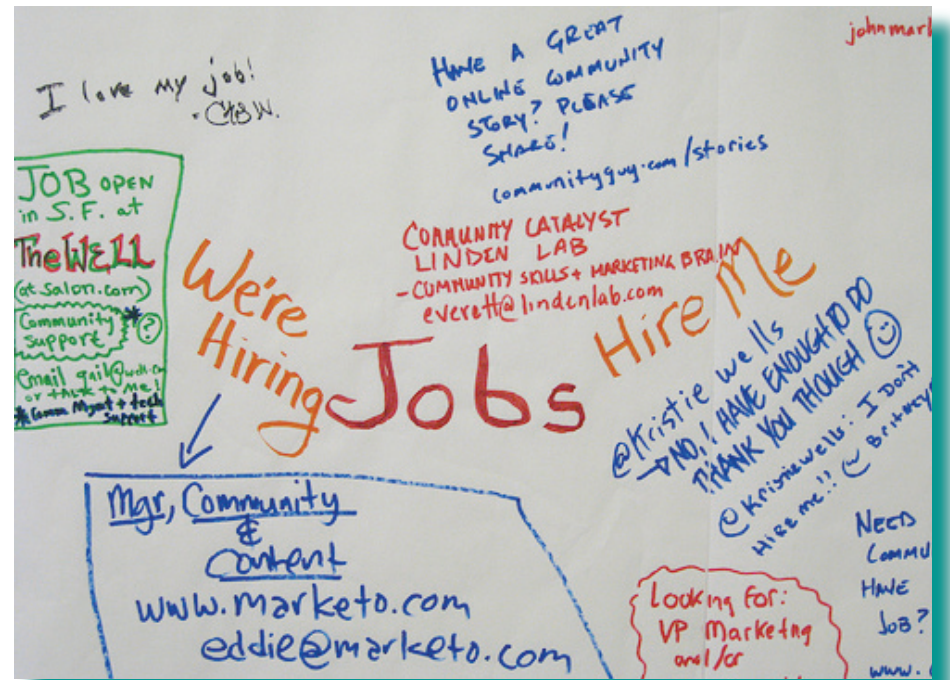 johnmark
I love my job!
HAVE A GREAT
ONLINE COMMUNITY
STORY? PLEASE
SHARE!
communityguy.com/stories
JOB OPEN
in S.F. at
The WELL
(at salon.com)
Community
support
?
email gail@well.com
or talk to me!
*Comm Mgmt + tech
support
COMMUNITY CATALYST
LINDEN LAB
- COMMUNITY SKILLS + MARKETING BRAIN
everett@lindenlab.com
We're
Hiring
Jobs
Hire Me
@Kristie wells
→ NO, I HAVE ENOUGH TO DO
THANK YOU THOUGH
@Kristiewells: I Don't
Hire me!! Britney
Mgr, Community
&
Content
www.marketo.com
eddie@marketo.com
Looking for:
VP Marketng
and/or
NEED
COMMU
HAVE
JOB?
www.